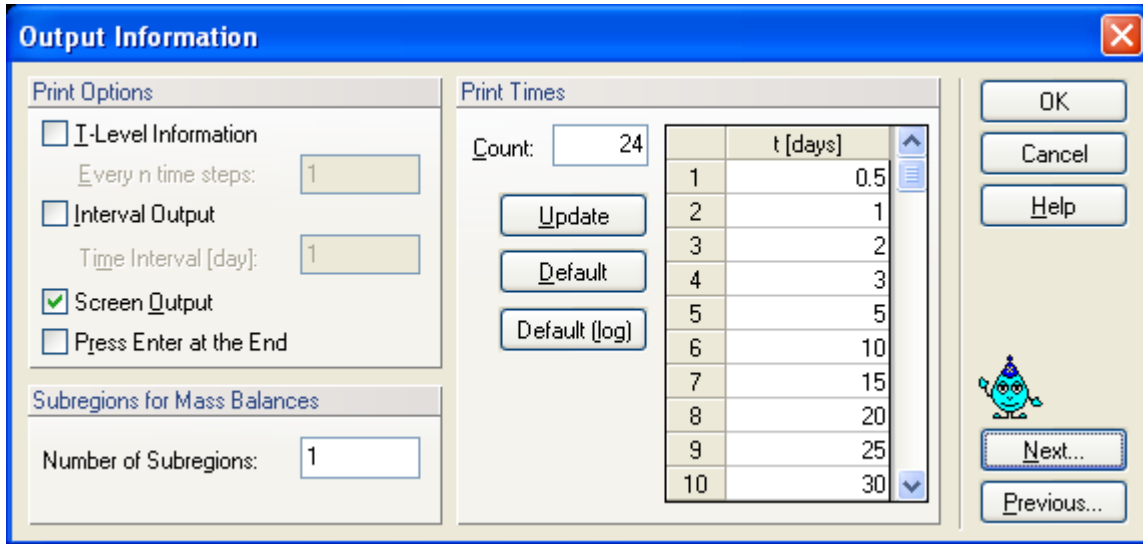 Output Information
Print Options
T-Level Information
Every n time steps: 1
Interval Output
Time Interval [day]: 1
Screen Output
Press Enter at the End
Subregions for Mass Balances
Number of Subregions: 1
Print Times
Count: 24
Update
Default
Default (log)
t [days]
1 0.5
2 1
3 2
4 3
5 5
6 10
7 15
8 20
9 25
10 30
OK
Cancel
Help
Next...
Previous...